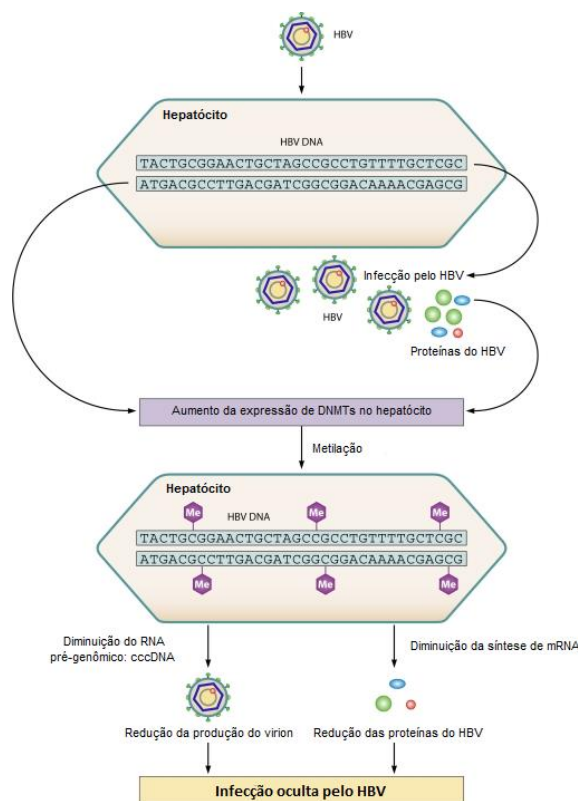 HBV
Hepatócito
HBV DNA
TACTGCGGAACTGCTAGCCGCCTGTTTTGCTCGC
ATGACGCCTTGACGATCGGCGGACAAAACGAGCG
Infecção pelo HBV
HBV
Proteínas do HBV
Aumento da expressão de DNMTs no hepatócito
Metilação
Hepatócito
Me
Me
Me
HBV DNA
TACTGCGGAACTGCTAGCCGCCTGTTTTGCTCGC
ATGACGCCTTGACGATCGGCGGACAAAACGAGCG
Me
Me
Me
Diminuição do RNA
pré-genômico: cccDNA
Diminuição da síntese de mRNA
Redução da produção do virion
Redução das proteínas do HBV
Infecção oculta pelo HBV